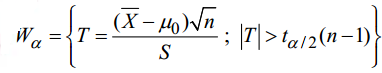 W_α = { T = (X̄ − μ₀)√n / S ; |T| > t_{α/2}(n−1) }